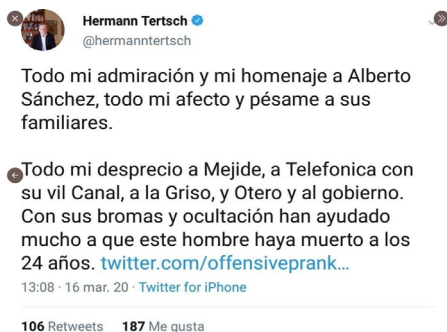 Hermann Tertsch
@hermanntertsch
Todo mi admiración y mi homenaje a Alberto
Sánchez, todo mi afecto y pésame a sus
familiares.
Todo mi desprecio a Mejide, a Telefonica con
su vil Canal, a la Griso, y Otero y al gobierno.
Con sus bromas y ocultación han ayudado
mucho a que este hombre haya muerto a los
24 años. twitter.com/offensiveprank…
13:08 · 16 mar. 20 · Twitter for iPhone
106 Retweets 187 Me gusta